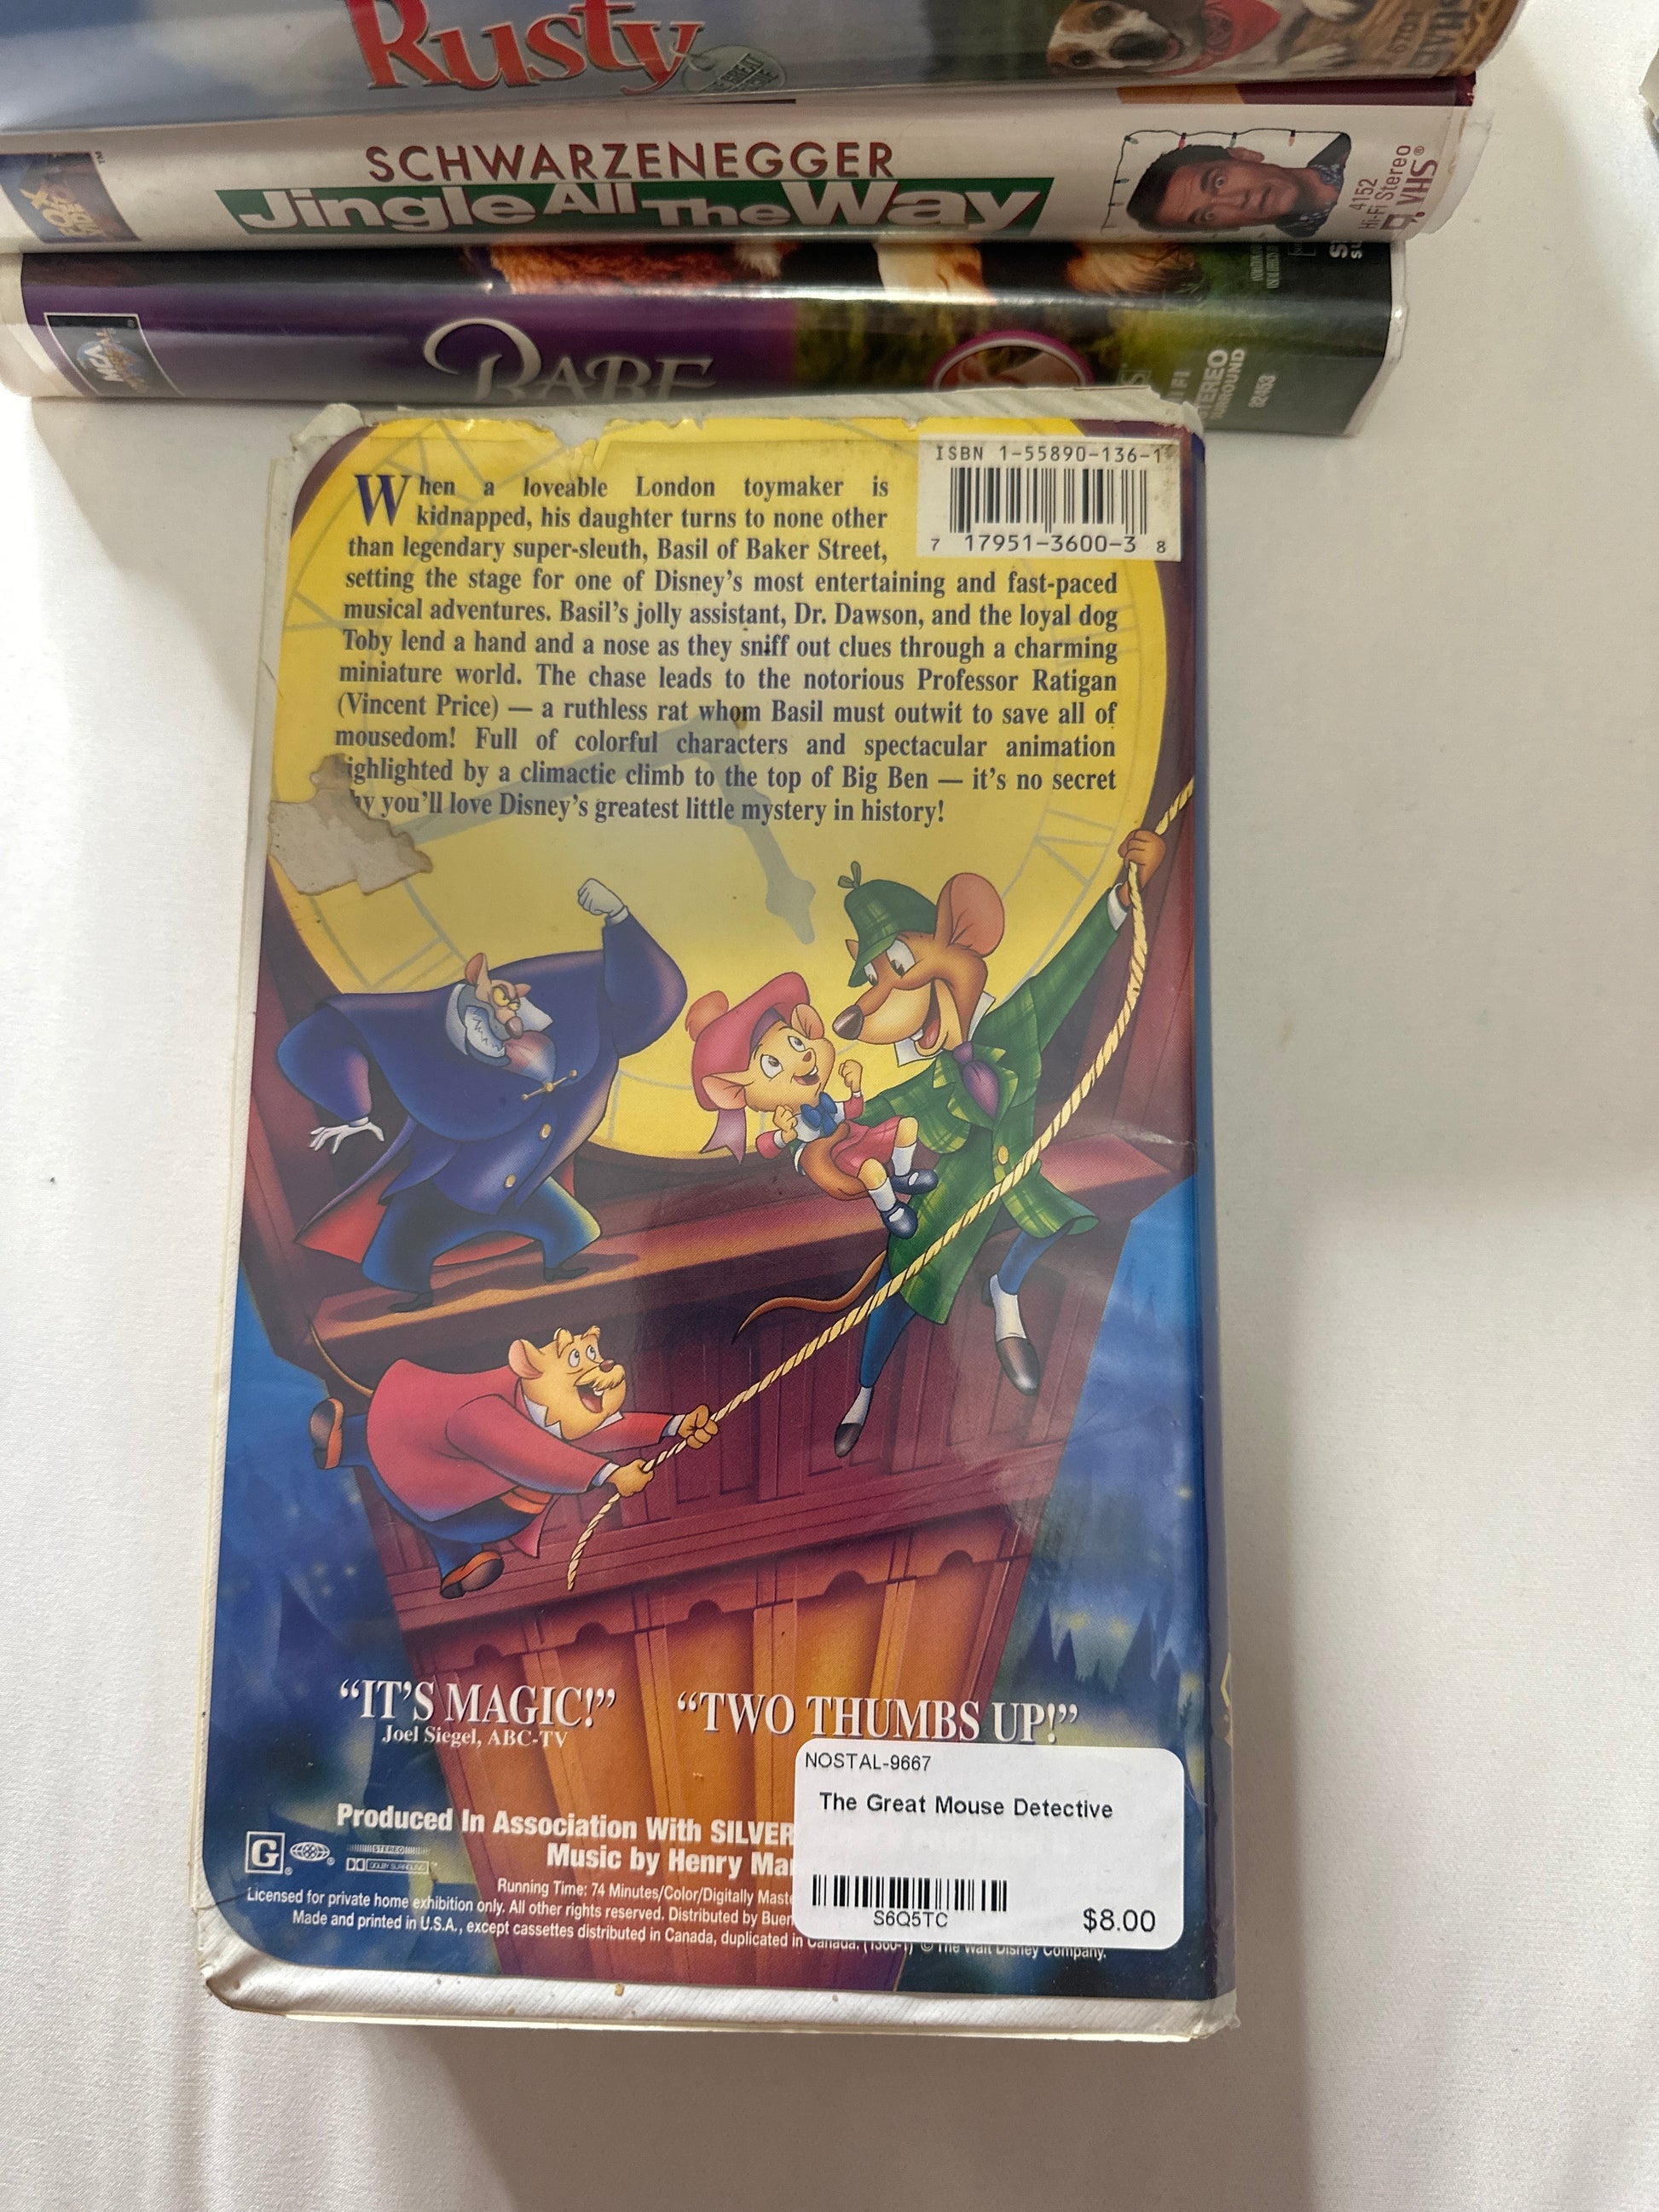 Rusty
SCHWARZENEGGER
Jingle All The Way
4152
Hi-Fi Stereo
VHS®
MCA
BABE
STEREO
SURROUND
82453
ISBN 1-55890-136-1
7 17951-3600-3 8
When a loveable London toymaker is
kidnapped, his daughter turns to none other
than legendary super-sleuth, Basil of Baker Street,
setting the stage for one of Disney's most entertaining and fast-paced
musical adventures. Basil's jolly assistant, Dr. Dawson, and the loyal dog
Toby lend a hand and a nose as they sniff out clues through a charming
miniature world. The chase leads to the notorious Professor Ratigan
(Vincent Price) — a ruthless rat whom Basil must outwit to save all of
mousedom! Full of colorful characters and spectacular animation
ighlighted by a climactic climb to the top of Big Ben — it's no secret
hy you'll love Disney's greatest little mystery in history!
“IT'S MAGIC!” “TWO THUMBS UP!”
Joel Siegel, ABC-TV
NOSTAL-9667
The Great Mouse Detective
S6Q5TC
$8.00
Produced In Association With SILVER
Music by Henry Ma
G
STEREO
DOLBY SURROUND
Running Time: 74 Minutes/Color/Digitally Maste
Licensed for private home exhibition only. All other rights reserved. Distributed by Buen
Made and printed in U.S.A., except cassettes distributed in Canada, duplicated in Canada. (1360-1) © The Walt Disney Company.